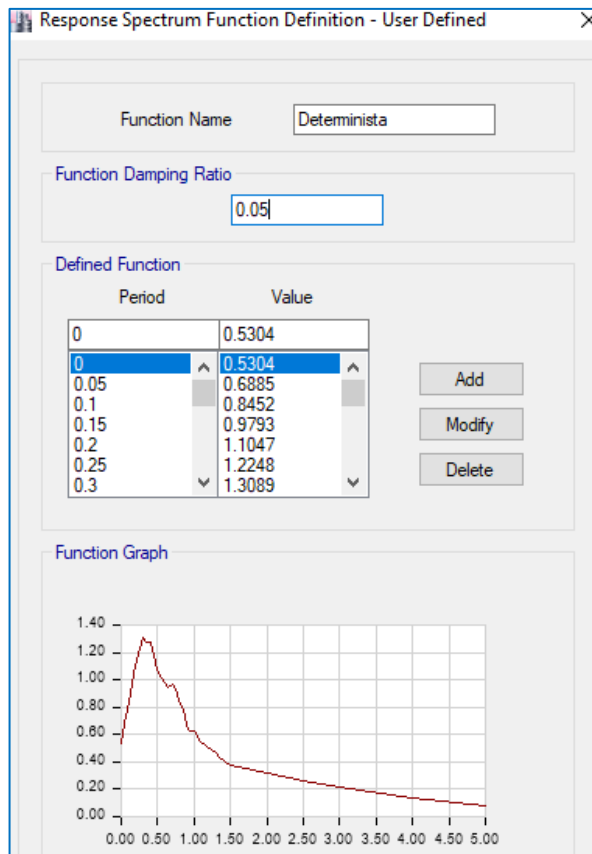 Response Spectrum Function Definition - User Defined
Function Name
Determinista
Function Damping Ratio
0.05
Defined Function
Period Value
0 0.5304
0 0.5304
0.05 0.6885
0.1 0.8452
0.15 0.9793
0.2 1.1047
0.25 1.2248
0.3 1.3089
Add
Modify
Delete
Function Graph
1.40
1.20
1.00
0.80
0.60
0.40
0.20
0.00
0.00 0.50 1.00 1.50 2.00 2.50 3.00 3.50 4.00 4.50 5.00